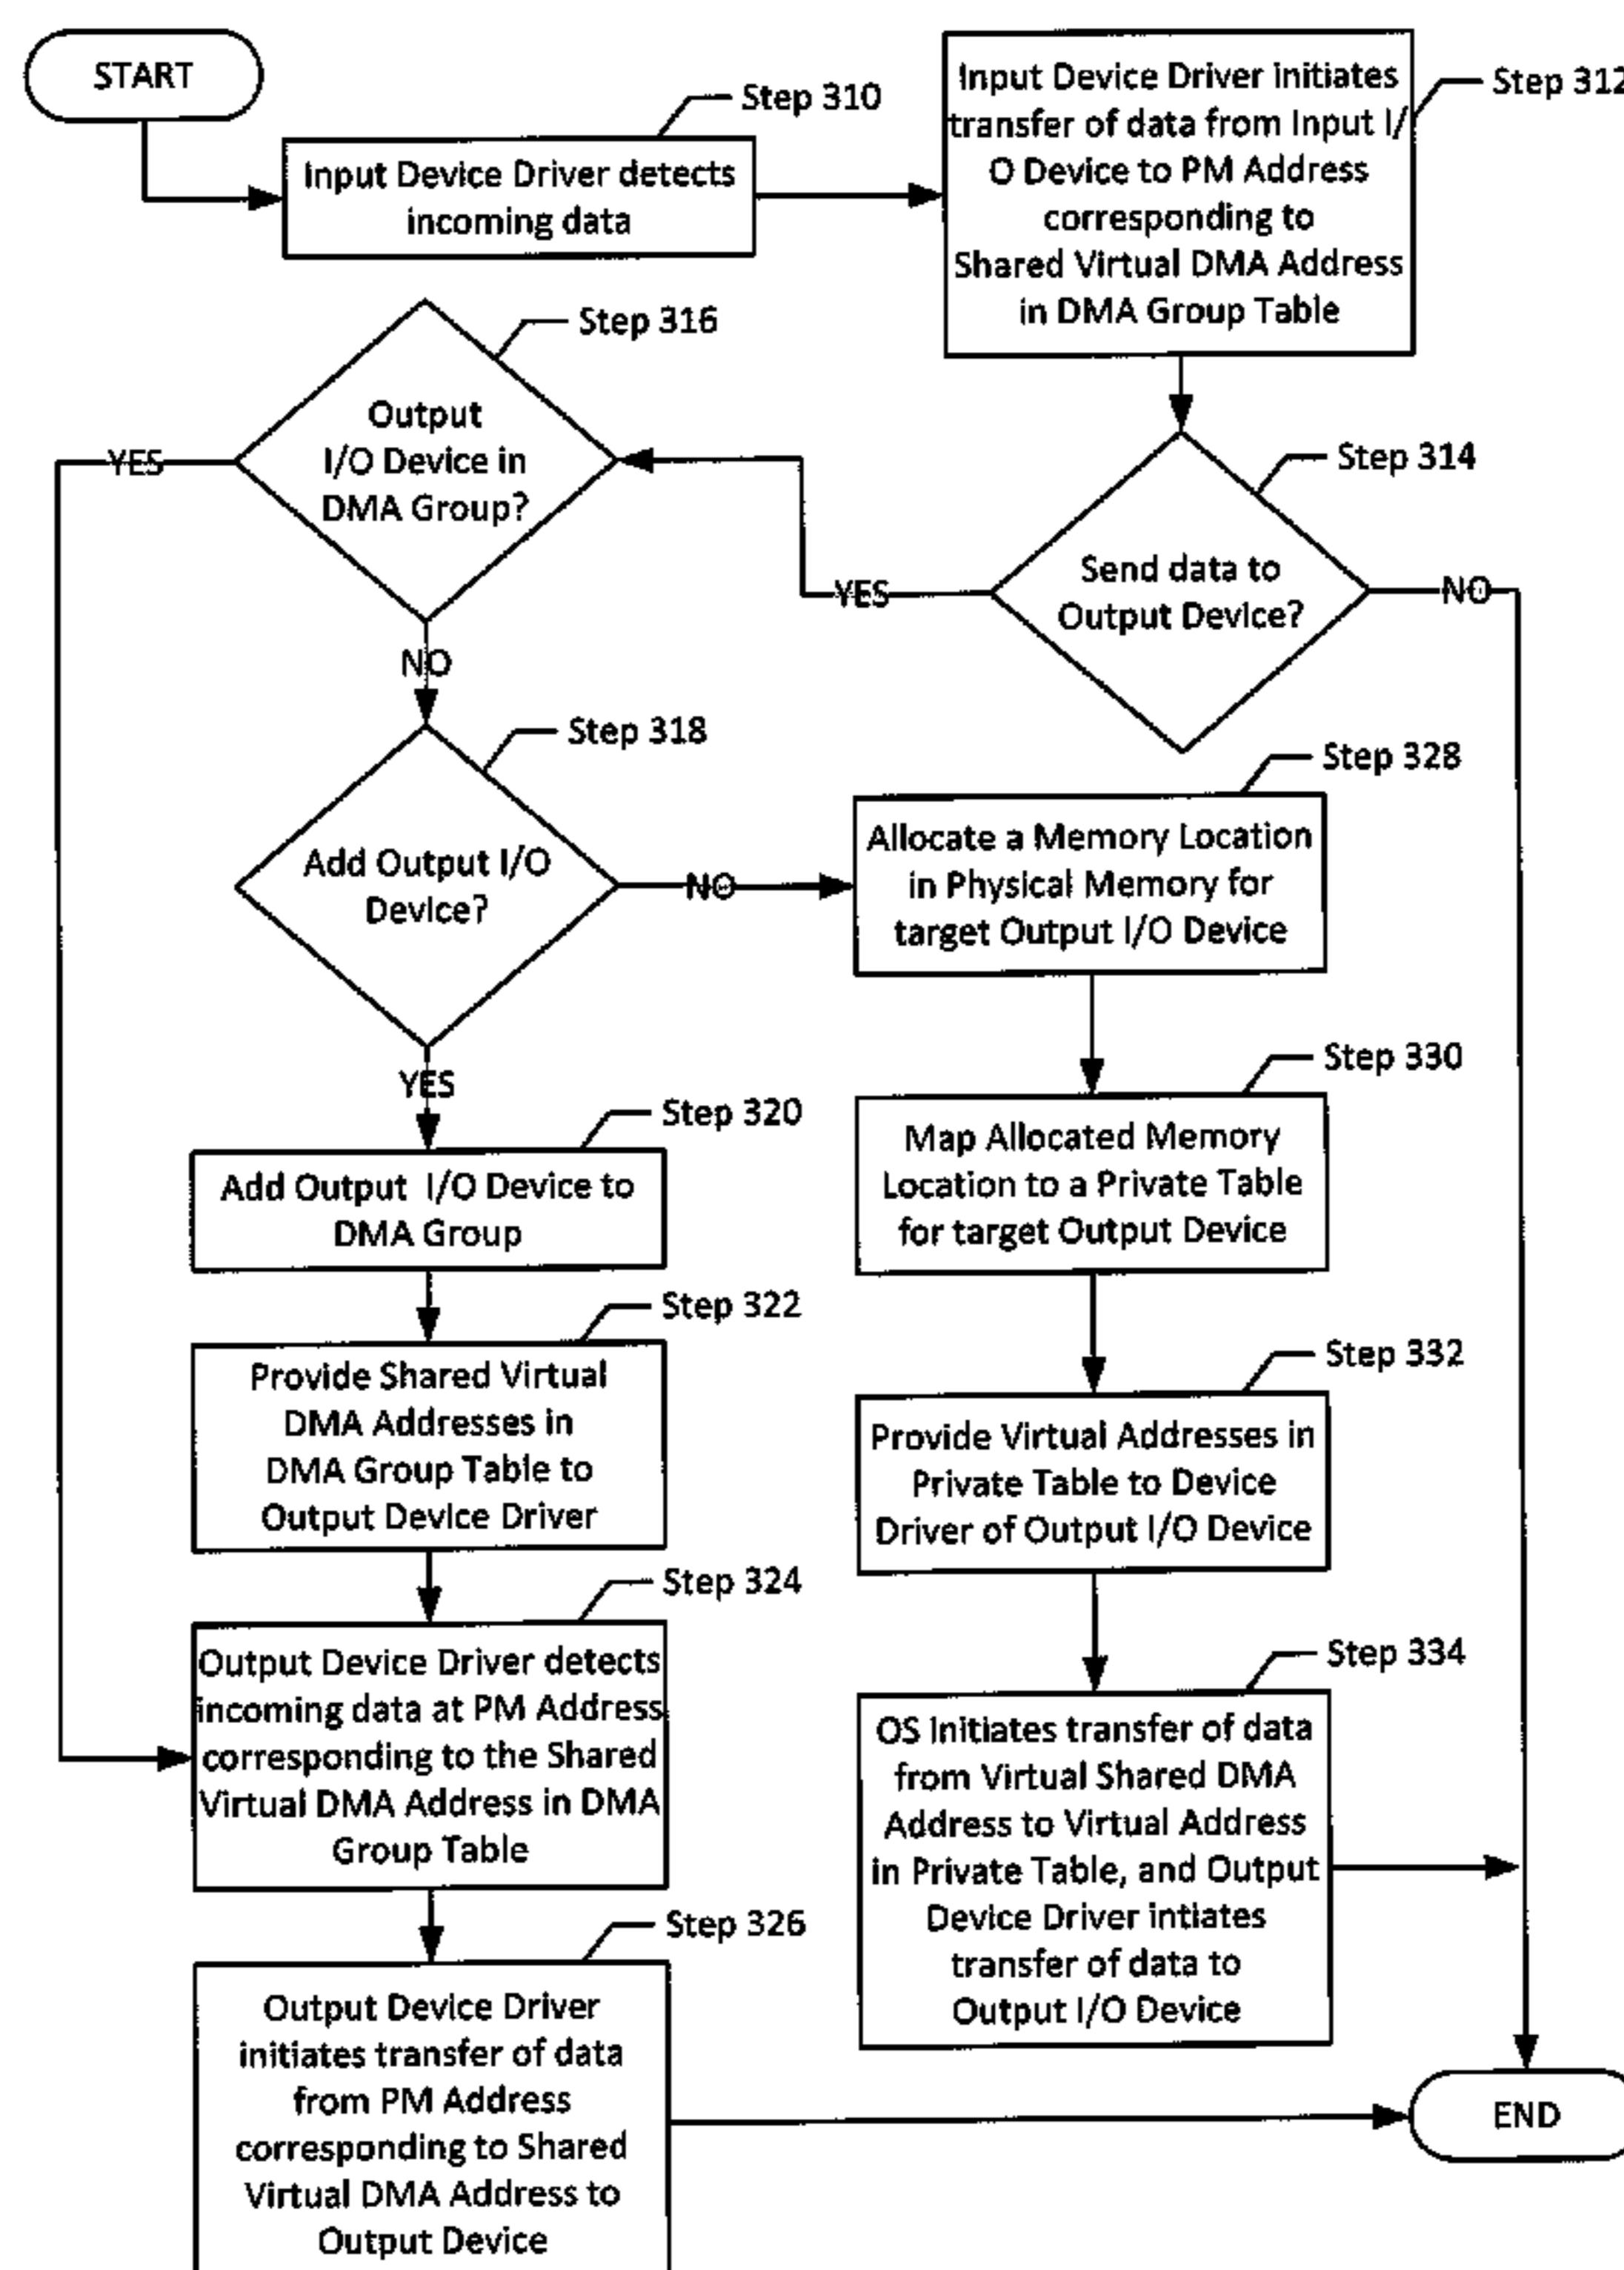 START
Step 310
Input Device Driver detects
incoming data
Step 312
Input Device Driver initiates
transfer of data from Input I/
O Device to PM Address
corresponding to
Shared Virtual DMA Address
in DMA Group Table
Step 314
Send data to
Output Device?
YES
NO
Step 316
Output
I/O Device in
DMA Group?
YES
NO
Step 318
Add Output I/O
Device?
NO
YES
Step 320
Add Output I/O Device to
DMA Group
Step 322
Provide Shared Virtual
DMA Addresses in
DMA Group Table to
Output Device Driver
Step 324
Output Device Driver detects
incoming data at PM Address
corresponding to the Shared
Virtual DMA Address in DMA
Group Table
Step 326
Output Device Driver
initiates transfer of data
from PM Address
corresponding to Shared
Virtual DMA Address to
Output Device
Step 328
Allocate a Memory Location
in Physical Memory for
target Output I/O Device
Step 330
Map Allocated Memory
Location to a Private Table
for target Output Device
Step 332
Provide Virtual Addresses in
Private Table to Device
Driver of Output I/O Device
Step 334
OS initiates transfer of data
from Virtual Shared DMA
Address to Virtual Address
in Private Table, and Output
Device Driver intiates
transfer of data to
Output I/O Device
END